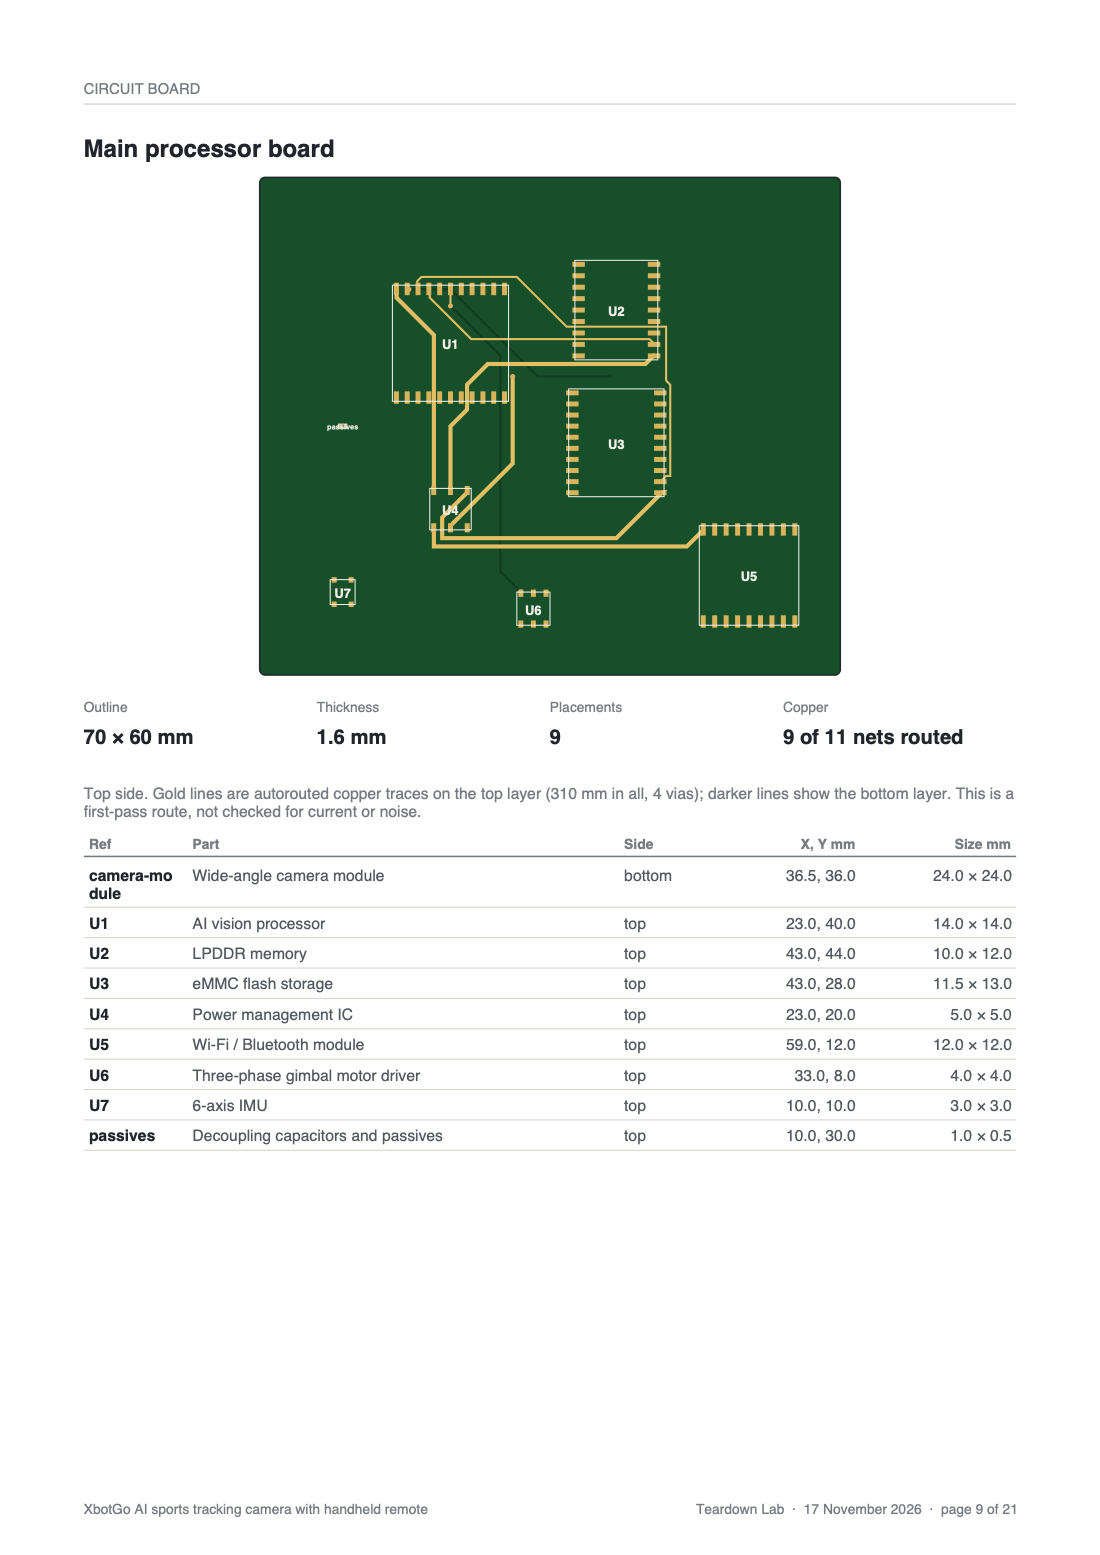 CIRCUIT BOARD
Main processor board
U2
U1
passives
U3
U4
U5
U7
U6
Outline
Thickness
Placements
Copper
70 × 60 mm
1.6 mm
9
9 of 11 nets routed
Top side. Gold lines are autorouted copper traces on the top layer (310 mm in all, 4 vias); darker lines show the bottom layer. This is a
first-pass route, not checked for current or noise.
Ref Part Side X, Y mm Size mm
camera-mo Wide-angle camera module bottom 36.5, 36.0 24.0 × 24.0
dule
U1 AI vision processor top 23.0, 40.0 14.0 × 14.0
U2 LPDDR memory top 43.0, 44.0 10.0 × 12.0
U3 eMMC flash storage top 43.0, 28.0 11.5 × 13.0
U4 Power management IC top 23.0, 20.0 5.0 × 5.0
U5 Wi-Fi / Bluetooth module top 59.0, 12.0 12.0 × 12.0
U6 Three-phase gimbal motor driver top 33.0, 8.0 4.0 × 4.0
U7 6-axis IMU top 10.0, 10.0 3.0 × 3.0
passives Decoupling capacitors and passives top 10.0, 30.0 1.0 × 0.5
XbotGo AI sports tracking camera with handheld remote
Teardown Lab · 17 November 2026 · page 9 of 21